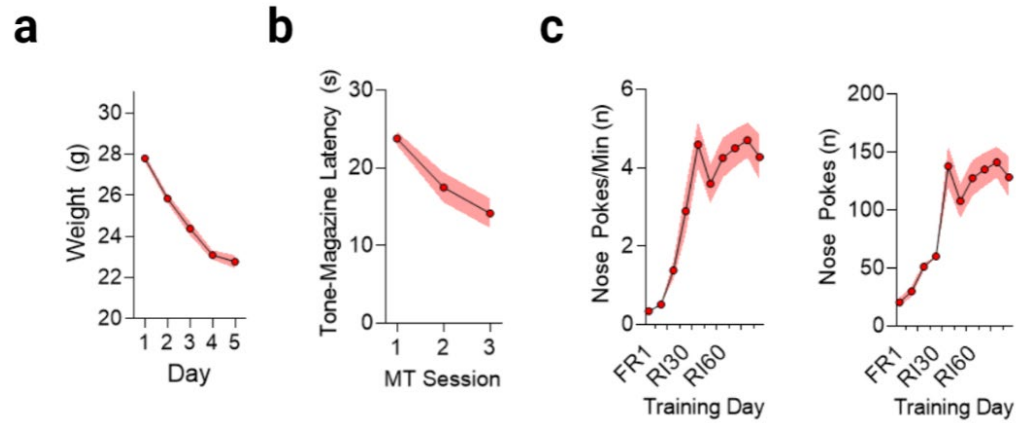 a
b
c
Weight (g)
30
28
26
24
22
20
1 2 3 4 5
Day
Tone-Magazine Latency (s)
30
20
10
0
1 2 3
MT Session
Nose Pokes/Min (n)
6
4
2
0
FR1 RI30 RI60
Training Day
Nose Pokes (n)
200
150
100
50
0
FR1 RI30 RI60
Training Day